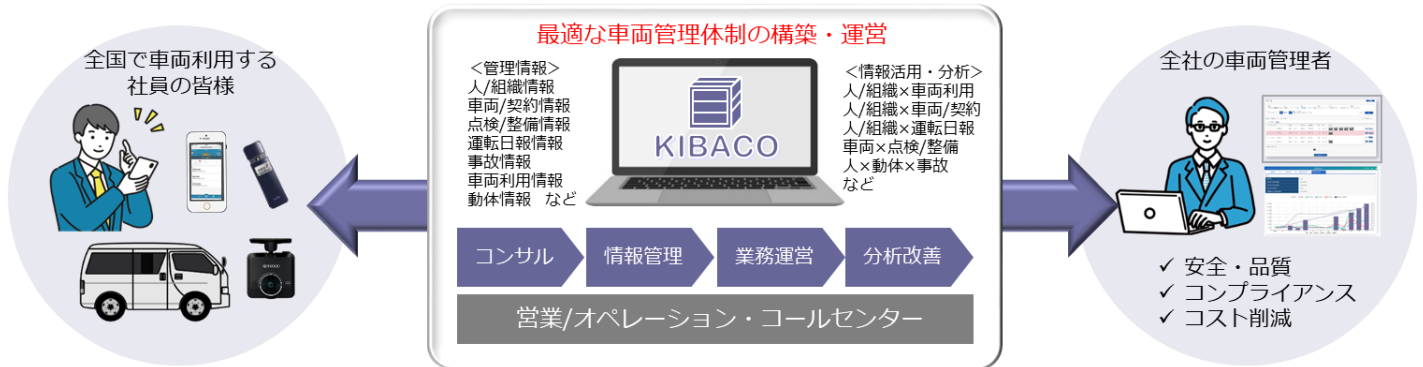 全国で車両利用する
社員の皆様
最適な車両管理体制の構築・運営
＜管理情報＞
人/組織情報
車両/契約情報
点検/整備情報
運転日報情報
事故情報
車両利用情報
動体情報　など
KIBACO
＜情報活用・分析＞
人/組織×車両利用
人/組織×車両/契約
人/組織×運転日報
車両×点検/整備
人×動体×事故
など
コンサル
情報管理
業務運営
分析改善
営業/オペレーション・コールセンター
全社の車両管理者
✓ 安全・品質
✓ コンプライアンス
✓ コスト削減